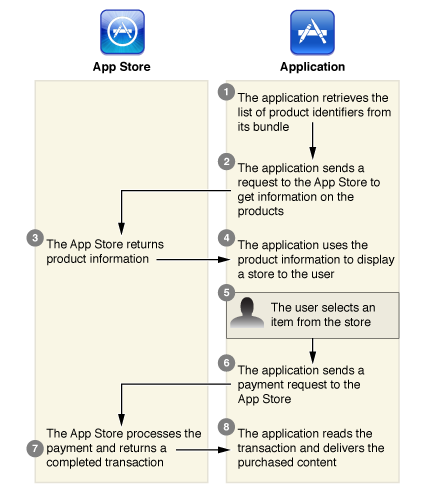 App Store
Application
1
The application retrieves the
list of product identifiers from
its bundle
2
The application sends a
request to the App Store to
get information on the
products
3
The App Store returns
product information
4
The application uses the
product information to display
a store to the user
5
The user selects an
item from the store
6
The application sends a
payment request to the
App Store
7
The App Store processes the
payment and returns a
completed transaction
8
The application reads the
transaction and delivers the
purchased content